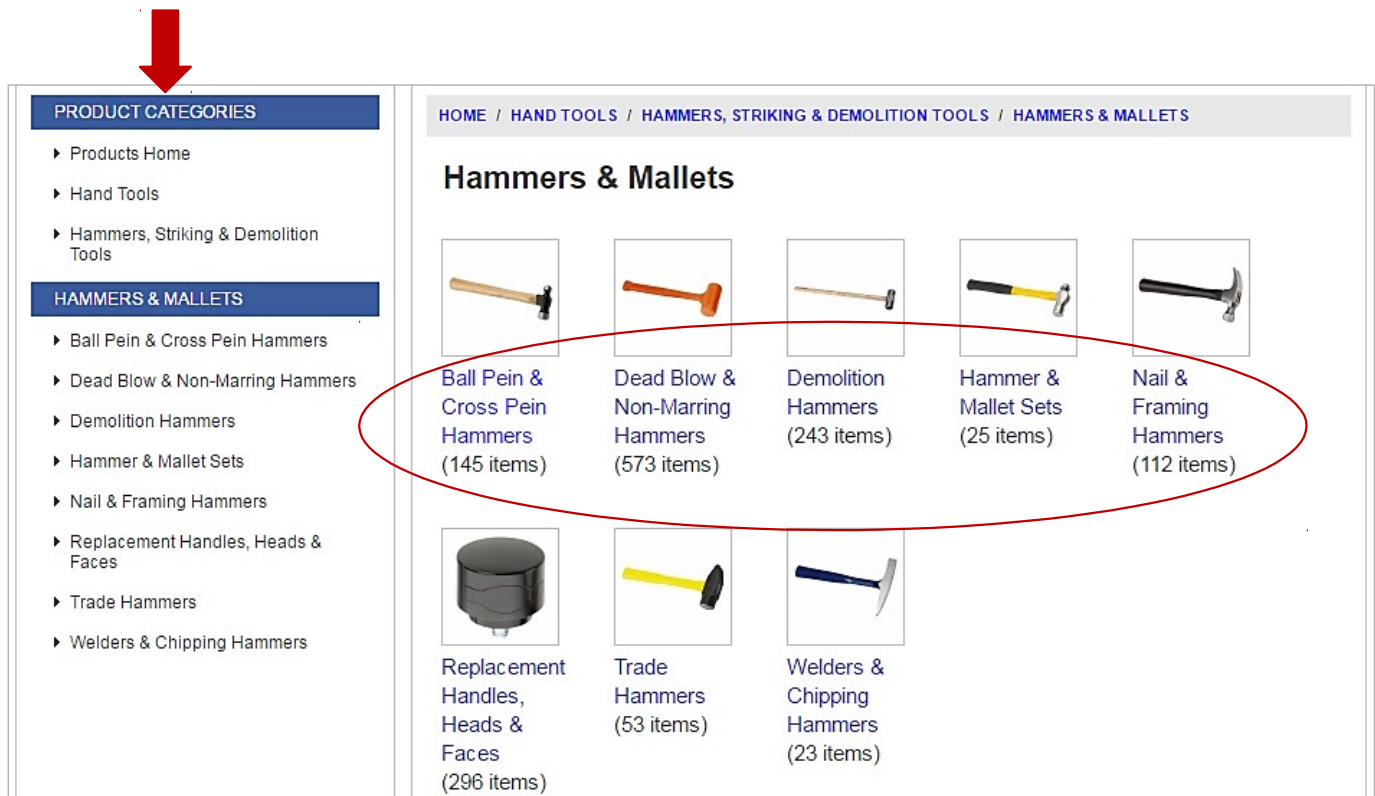 PRODUCT CATEGORIES
Products Home
Hand Tools
Hammers, Striking & Demolition
Tools
HAMMERS & MALLETS
Ball Pein & Cross Pein Hammers
Dead Blow & Non-Marring Hammers
Demolition Hammers
Hammer & Mallet Sets
Nail & Framing Hammers
Replacement Handles, Heads &
Faces
Trade Hammers
Welders & Chipping Hammers
HOME / HAND TOOLS / HAMMERS, STRIKING & DEMOLITION TOOLS / HAMMERS & MALLETS
Hammers & Mallets
Ball Pein &
Cross Pein
Hammers
(145 items)
Dead Blow &
Non-Marring
Hammers
(573 items)
Demolition
Hammers
(243 items)
Hammer &
Mallet Sets
(25 items)
Nail &
Framing
Hammers
(112 items)
Replacement
Handles,
Heads &
Faces
(296 items)
Trade
Hammers
(53 items)
Welders &
Chipping
Hammers
(23 items)